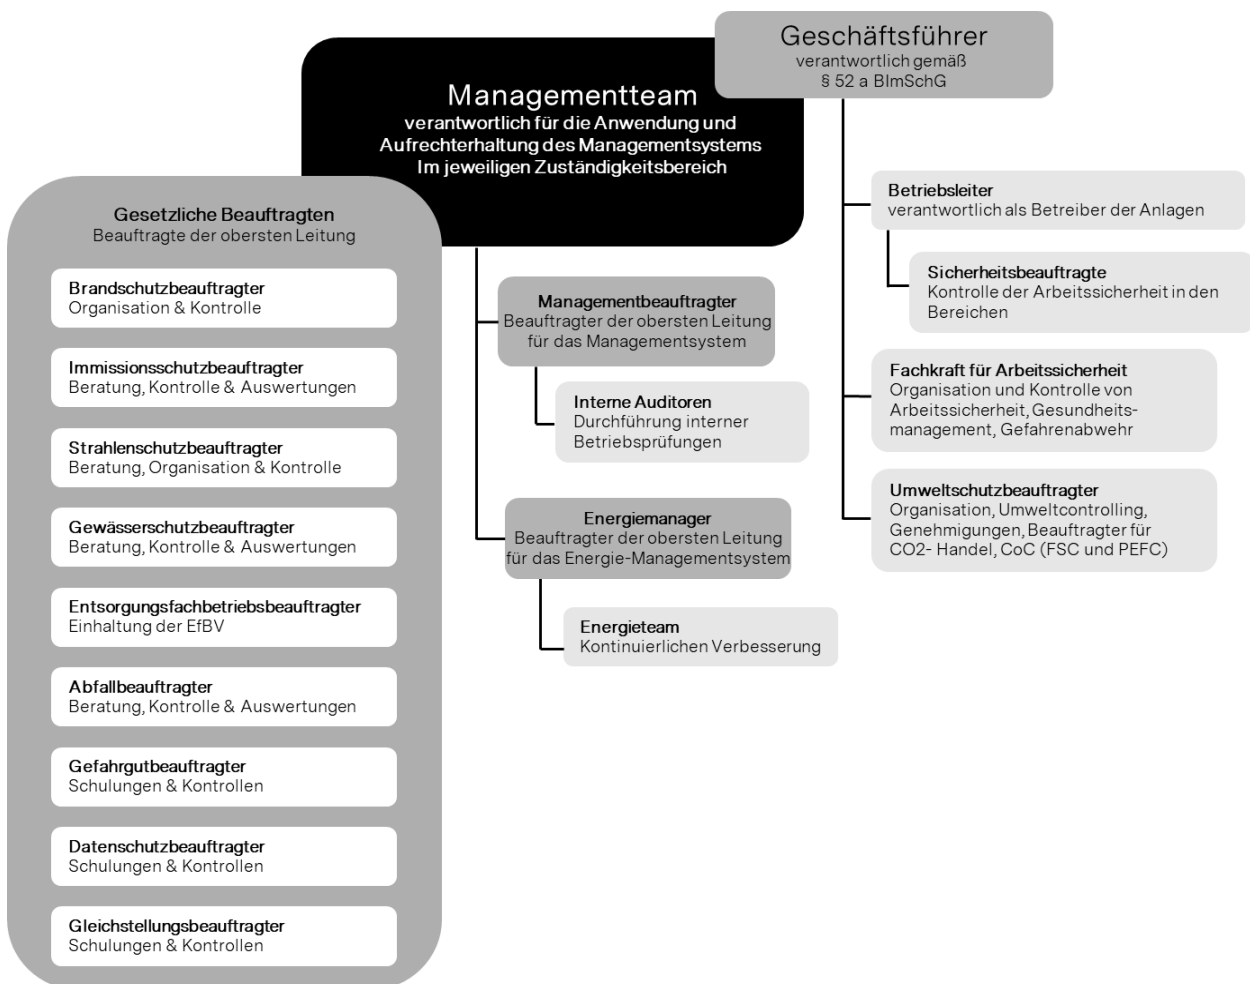 Geschäftsführer
verantwortlich gemäß
§ 52 a BImSchG
Managementteam
verantwortlich für die Anwendung und
Aufrechterhaltung des Managementsystems
Im jeweiligen Zuständigkeitsbereich
Gesetzliche Beauftragten
Beauftragte der obersten Leitung
Brandschutzbeauftragter
Organisation & Kontrolle
Immissionsschutzbeauftragter
Beratung, Kontrolle & Auswertungen
Strahlenschutzbeauftragter
Beratung, Organisation & Kontrolle
Gewässerschutzbeauftragter
Beratung, Kontrolle & Auswertungen
Entsorgungsfachbetriebsbeauftragter
Einhaltung der EfBV
Abfallbeauftragter
Beratung, Kontrolle & Auswertungen
Gefahrgutbeauftragter
Schulungen & Kontrollen
Datenschutzbeauftragter
Schulungen & Kontrollen
Gleichstellungsbeauftragter
Schulungen & Kontrollen
Managementbeauftragter
Beauftragter der obersten Leitung
für das Managementsystem
Interne Auditoren
Durchführung interner
Betriebsprüfungen
Energiemanager
Beauftragter der obersten Leitung
für das Energie-Managementsystem
Energieteam
Kontinuierlichen Verbesserung
Betriebsleiter
verantwortlich als Betreiber der Anlagen
Sicherheitsbeauftragte
Kontrolle der Arbeitssicherheit in den
Bereichen
Fachkraft für Arbeitssicherheit
Organisation und Kontrolle von
Arbeitssicherheit, Gesundheits-
management, Gefahrenabwehr
Umweltschutzbeauftragter
Organisation, Umweltcontrolling,
Genehmigungen, Beauftragter für
CO2- Handel, CoC (FSC und PEFC)